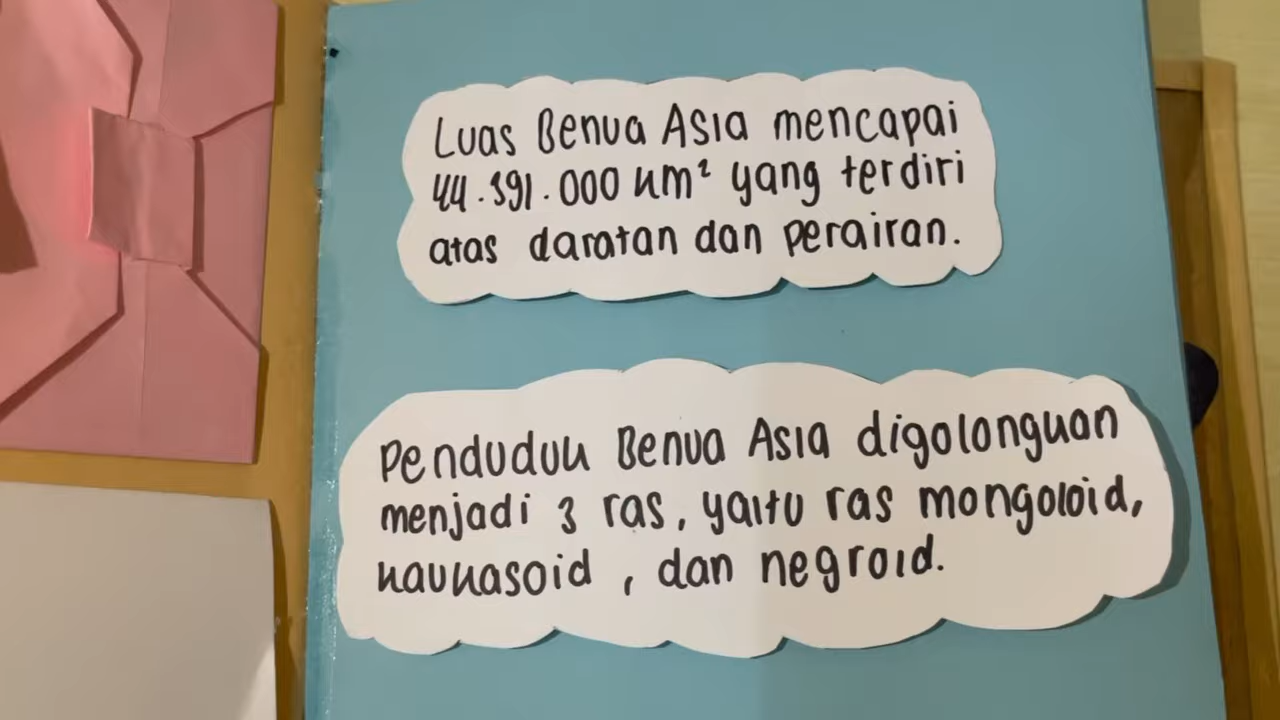 Luas Benua Asia mencapai
44.391.000 km² yang terdiri
atas daratan dan perairan.
Penduduk Benua Asia digolongkan
menjadi 3 ras, yaitu ras mongoloid,
kaukasoid, dan negroid.